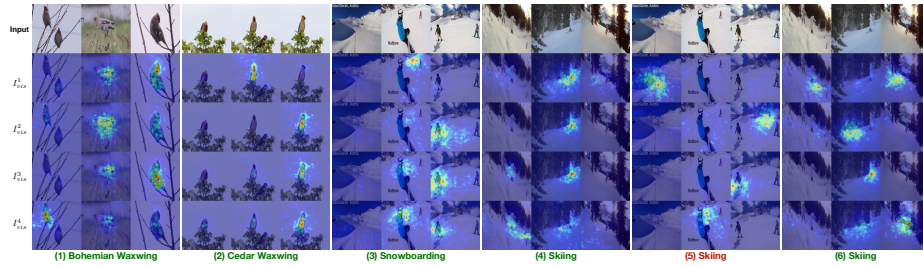 Input
I¹vis
I²vis
I³vis
I⁴vis
(1) Bohemian Waxwing
(2) Cedar Waxwing
(3) Snowboarding
(4) Skiing
(5) Skiing
(6) Skiing